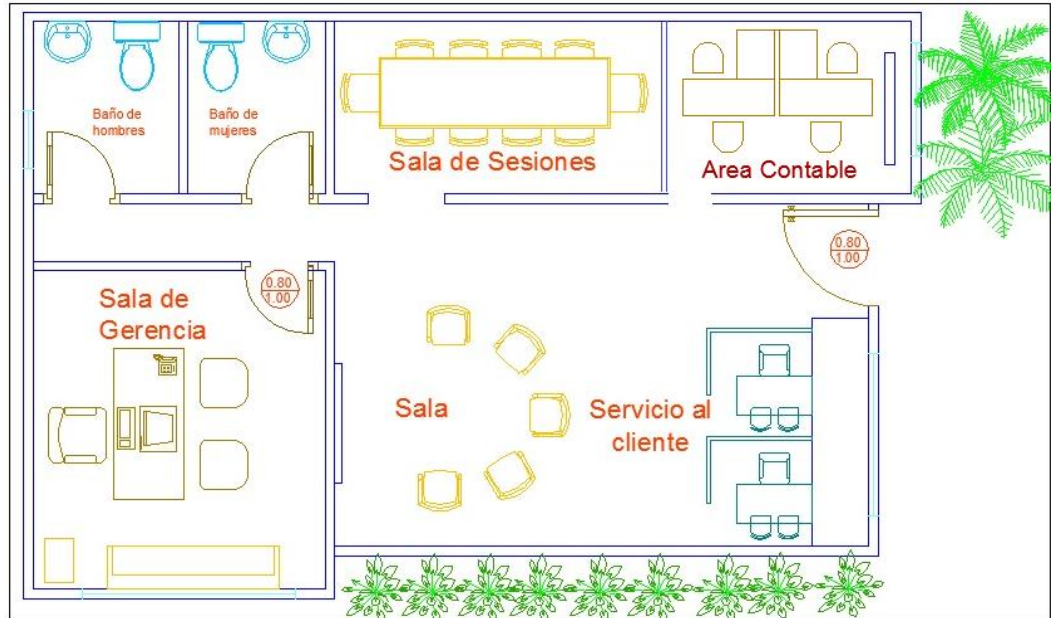 Baño de
hombres
Baño de
mujeres
Sala de Sesiones
Area Contable
0.80
1.00
0.80
1.00
Sala de
Gerencia
Sala
Servicio al
cliente